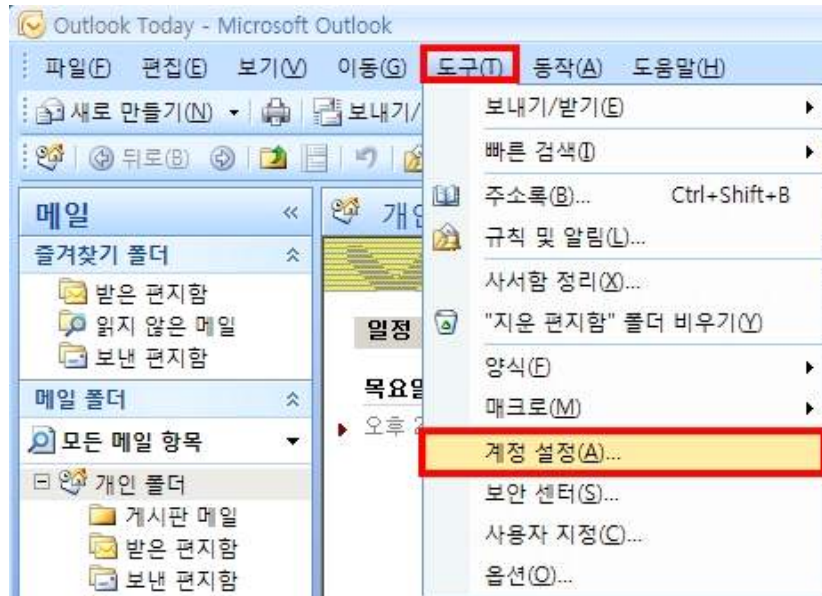 Outlook Today - Microsoft Outlook
파일(F) 편집(E) 보기(V) 이동(G) 도구(T) 동작(A) 도움말(H)
새로 만들기(N) 보내기/
뒤로(B)
메일
즐겨찾기 폴더
받은 편지함
읽지 않은 메일
보낸 편지함
메일 폴더
모든 메일 항목
개인 폴더
게시판 메일
받은 편지함
보낸 편지함
일정
목요일
오후
보내기/받기(E)
빠른 검색(I)
주소록(B)... Ctrl+Shift+B
규칙 및 알림(L)...
사서함 정리(X)...
"지운 편지함" 폴더 비우기(Y)
양식(F)
매크로(M)
계정 설정(A)...
보안 센터(S)...
사용자 지정(C)...
옵션(O)...